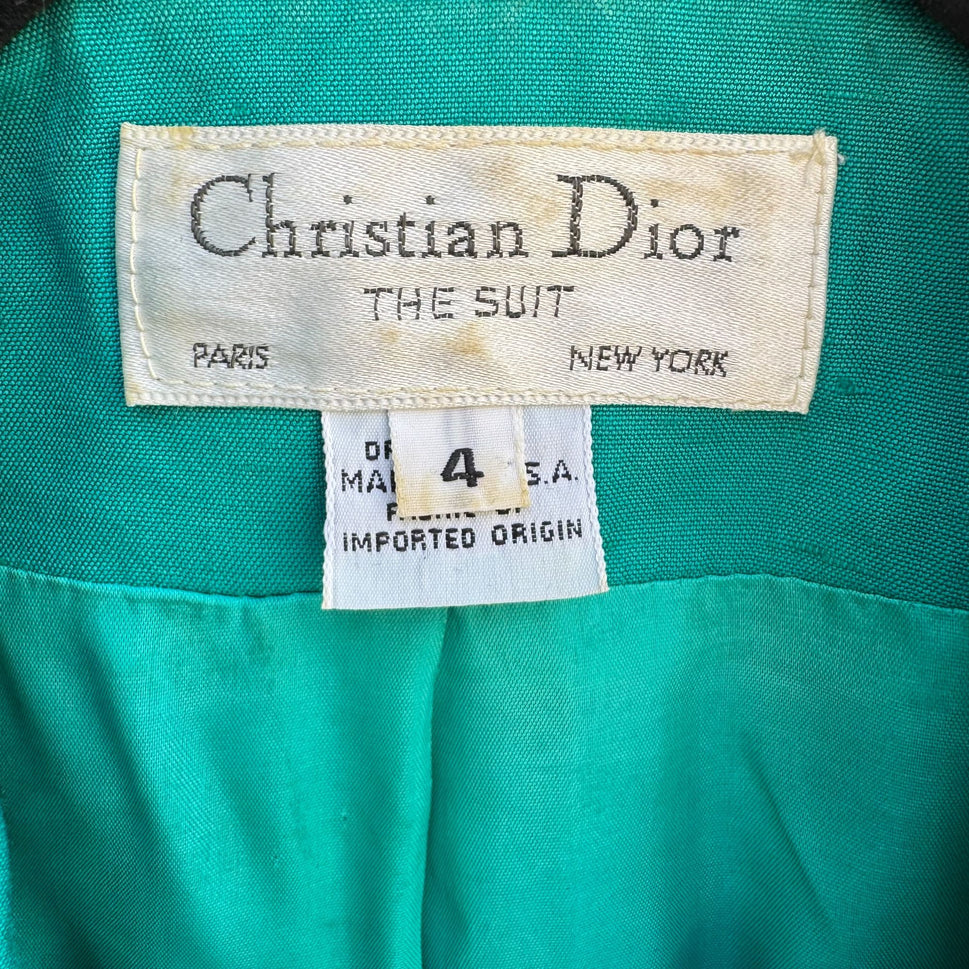 Christian Dior
THE SUIT
PARIS NEW YORK
4
S.A.
IMPORTED ORIGIN